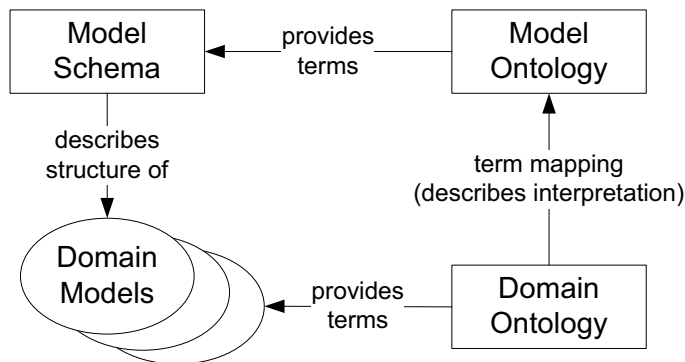 Model
Schema
provides
terms
Model
Ontology
describes
structure of
term mapping
(describes interpretation)
Domain
Models
provides
terms
Domain
Ontology